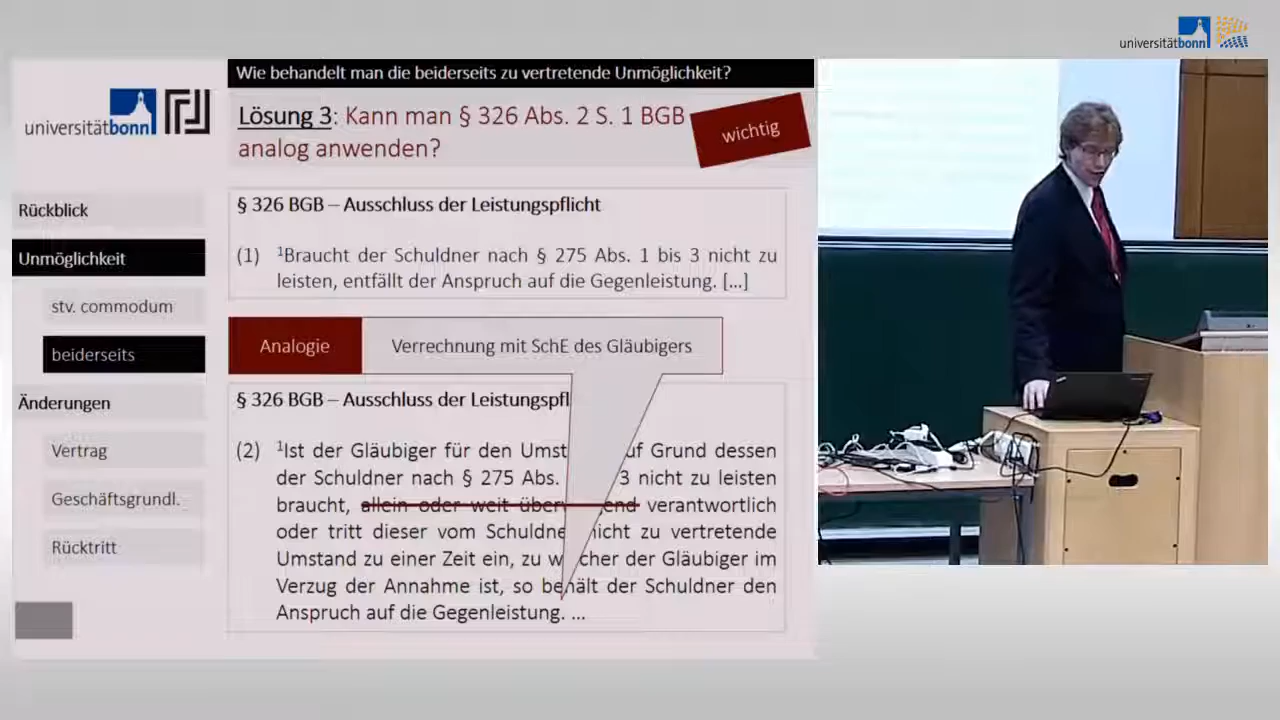 universitätbonn
Wie behandelt man die beiderseits zu vertretende Unmöglichkeit?
universitätbonn
Lösung 3: Kann man § 326 Abs. 2 S. 1 BGB
analog anwenden?
wichtig
Rückblick
Unmöglichkeit
stv. commodum
beiderseits
Änderungen
Vertrag
Geschäftsgrundl.
Rücktritt
§ 326 BGB – Ausschluss der Leistungspflicht
(1) ¹Braucht der Schuldner nach § 275 Abs. 1 bis 3 nicht zu
leisten, entfällt der Anspruch auf die Gegenleistung. […]
Analogie
Verrechnung mit SchE des Gläubigers
§ 326 BGB – Ausschluss der Leistungspfl
(2) ¹Ist der Gläubiger für den Umst uf Grund dessen
der Schuldner nach § 275 Abs. 3 nicht zu leisten
braucht, allein oder weit überw end verantwortlich
oder tritt dieser vom Schuldne nicht zu vertretende
Umstand zu einer Zeit ein, zu w cher der Gläubiger im
Verzug der Annahme ist, so behält der Schuldner den
Anspruch auf die Gegenleistung. …